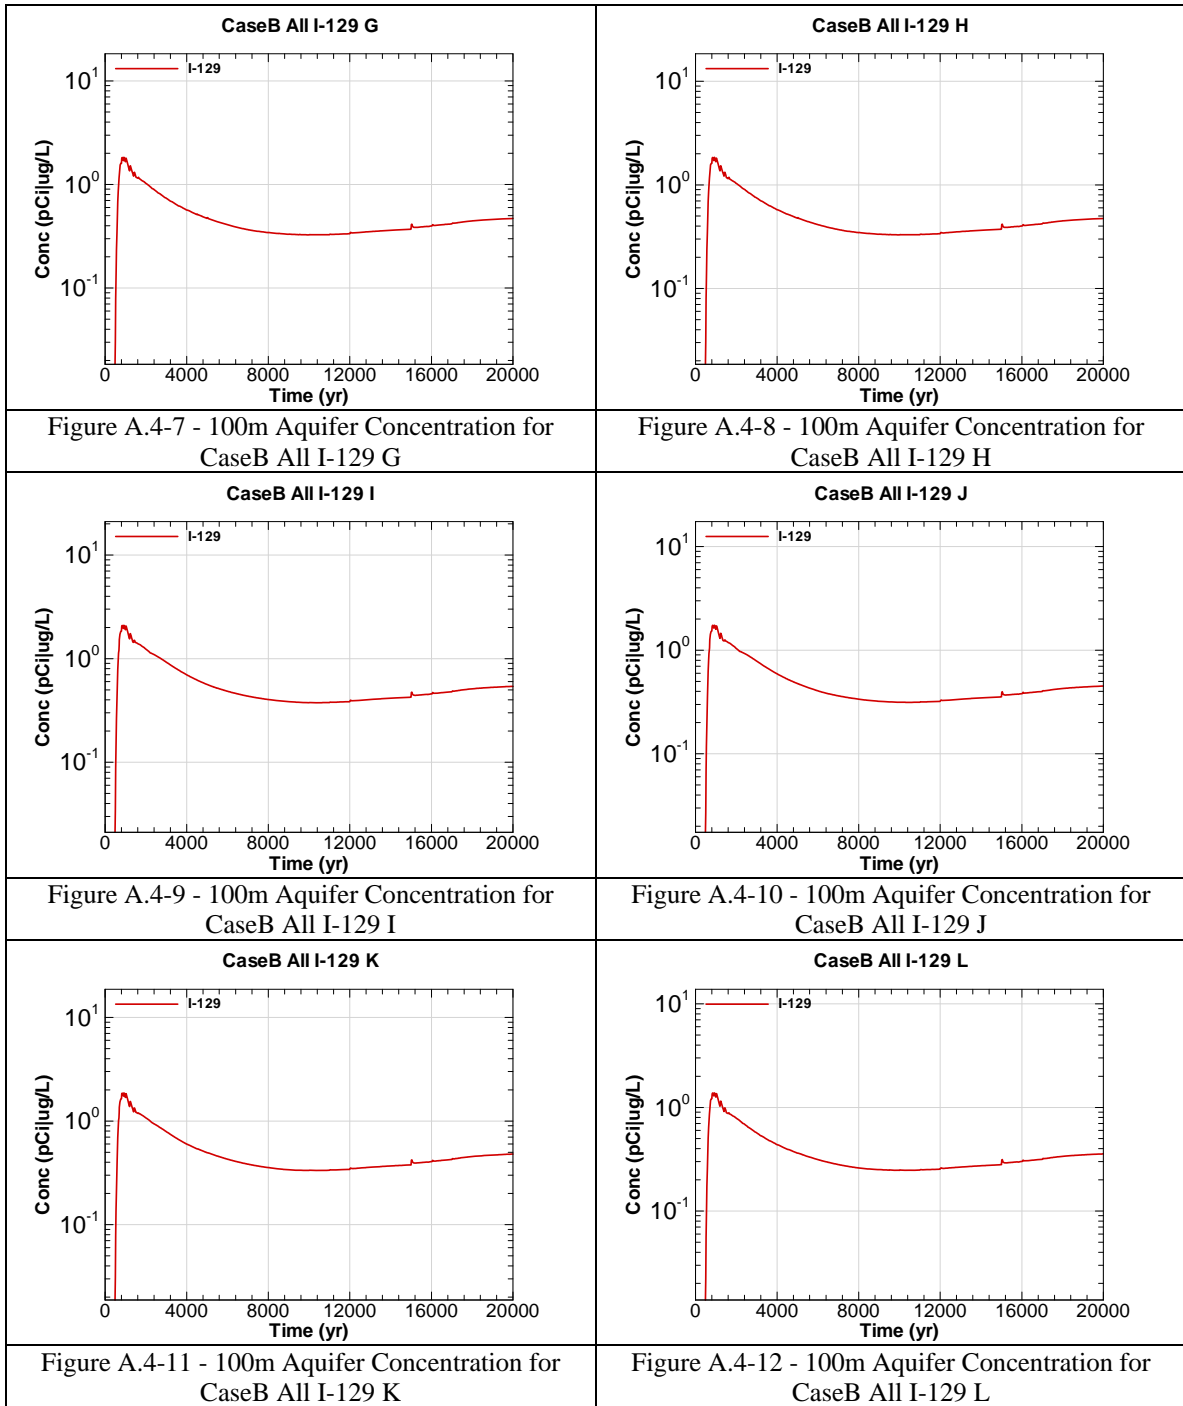 CaseB All I-129 G
I-129
10^1
10^0
10^-1
Conc (pCi|ug/L)
0 4000 8000 12000 16000 20000
Time (yr)
Figure A.4-7 - 100m Aquifer Concentration for
CaseB All I-129 G
CaseB All I-129 H
I-129
10^1
10^0
10^-1
Conc (pCi|ug/L)
0 4000 8000 12000 16000 20000
Time (yr)
Figure A.4-8 - 100m Aquifer Concentration for
CaseB All I-129 H
CaseB All I-129 I
I-129
10^1
10^0
10^-1
Conc (pCi|ug/L)
0 4000 8000 12000 16000 20000
Time (yr)
Figure A.4-9 - 100m Aquifer Concentration for
CaseB All I-129 I
CaseB All I-129 J
I-129
10^1
10^0
10^-1
Conc (pCi|ug/L)
0 4000 8000 12000 16000 20000
Time (yr)
Figure A.4-10 - 100m Aquifer Concentration for
CaseB All I-129 J
CaseB All I-129 K
I-129
10^1
10^0
10^-1
Conc (pCi|ug/L)
0 4000 8000 12000 16000 20000
Time (yr)
Figure A.4-11 - 100m Aquifer Concentration for
CaseB All I-129 K
CaseB All I-129 L
I-129
10^1
10^0
10^-1
Conc (pCi|ug/L)
0 4000 8000 12000 16000 20000
Time (yr)
Figure A.4-12 - 100m Aquifer Concentration for
CaseB All I-129 L